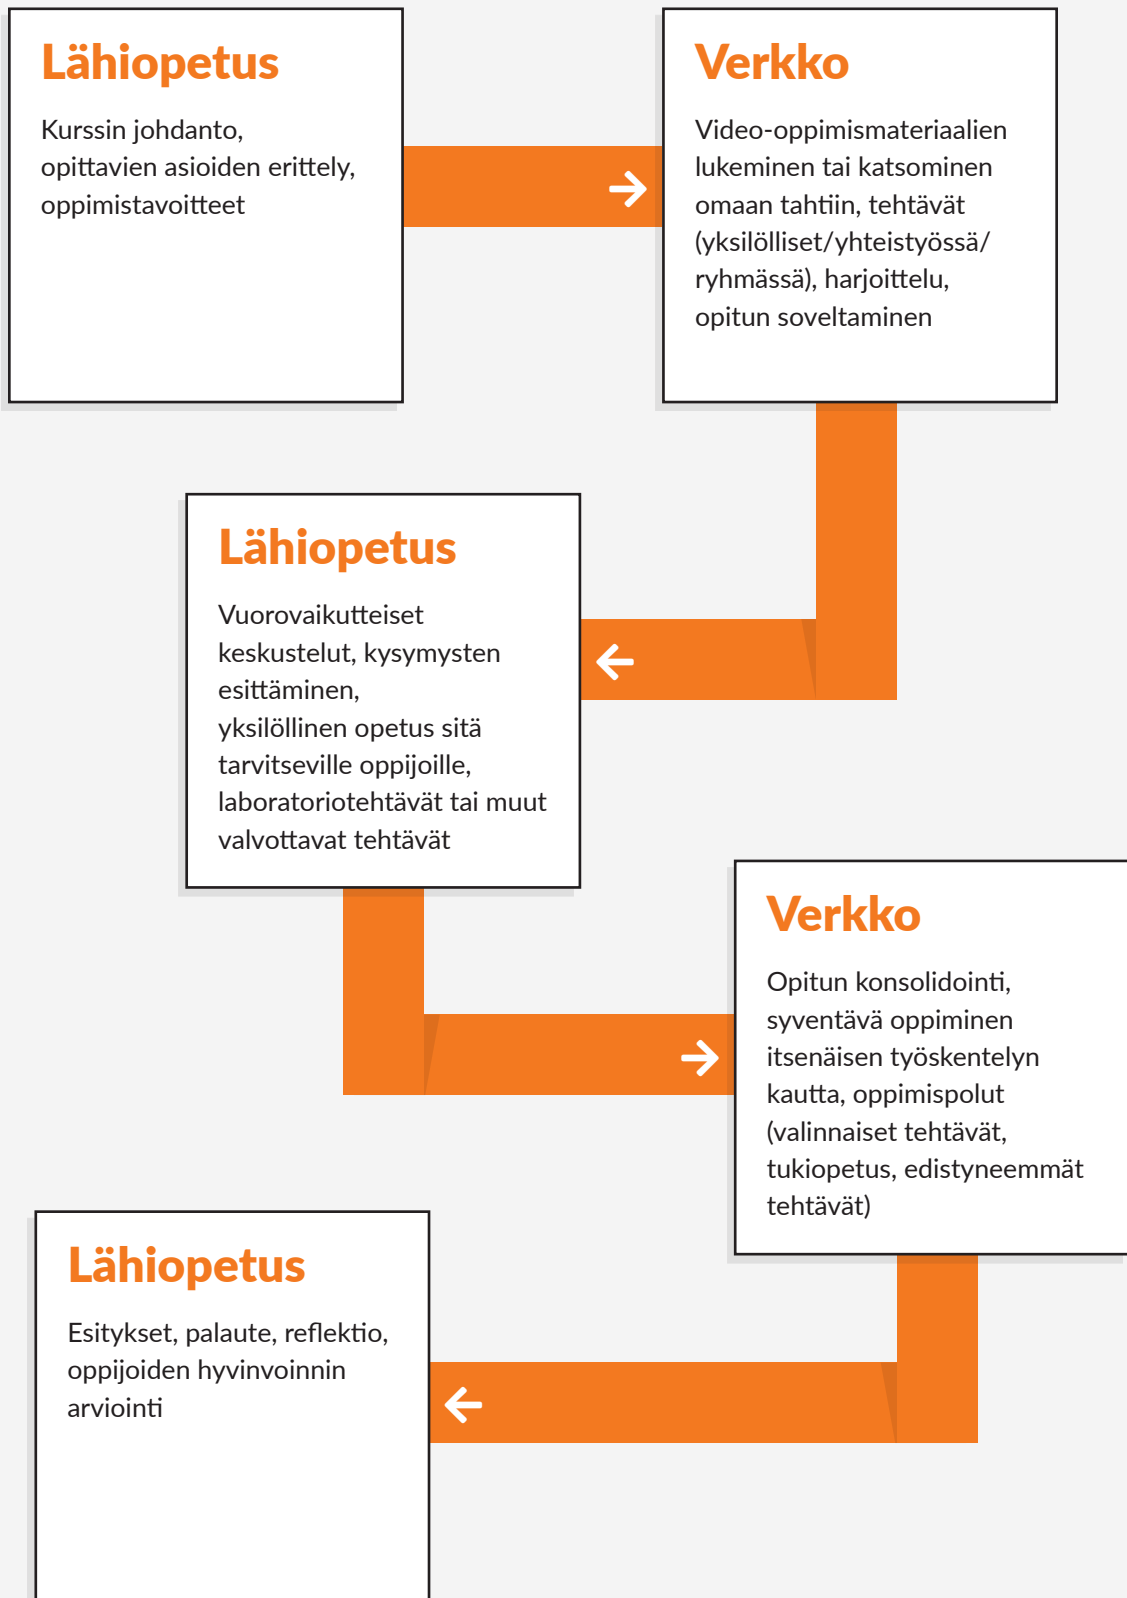 Lähiopetus
Kurssin johdanto,
opittavien asioiden erittely,
oppimistavoitteet
Verkko
Video-oppimismateriaalien
lukeminen tai katsominen
omaan tahtiin, tehtävät
(yksilölliset/yhteistyössä/
ryhmässä), harjoittelu,
opitun soveltaminen
Lähiopetus
Vuorovaikutteiset
keskustelut, kysymysten
esittäminen,
yksilöllinen opetus sitä
tarvitseville oppijoille,
laboratoriotehtävät tai muut
valvottavat tehtävät
Verkko
Opitun konsolidointi,
syventävä oppiminen
itsenäisen työskentelyn
kautta, oppimispolut
(valinnaiset tehtävät,
tukiopetus, edistyneemmät
tehtävät)
Lähiopetus
Esitykset, palaute, reflektio,
oppijoiden hyvinvoinnin
arviointi